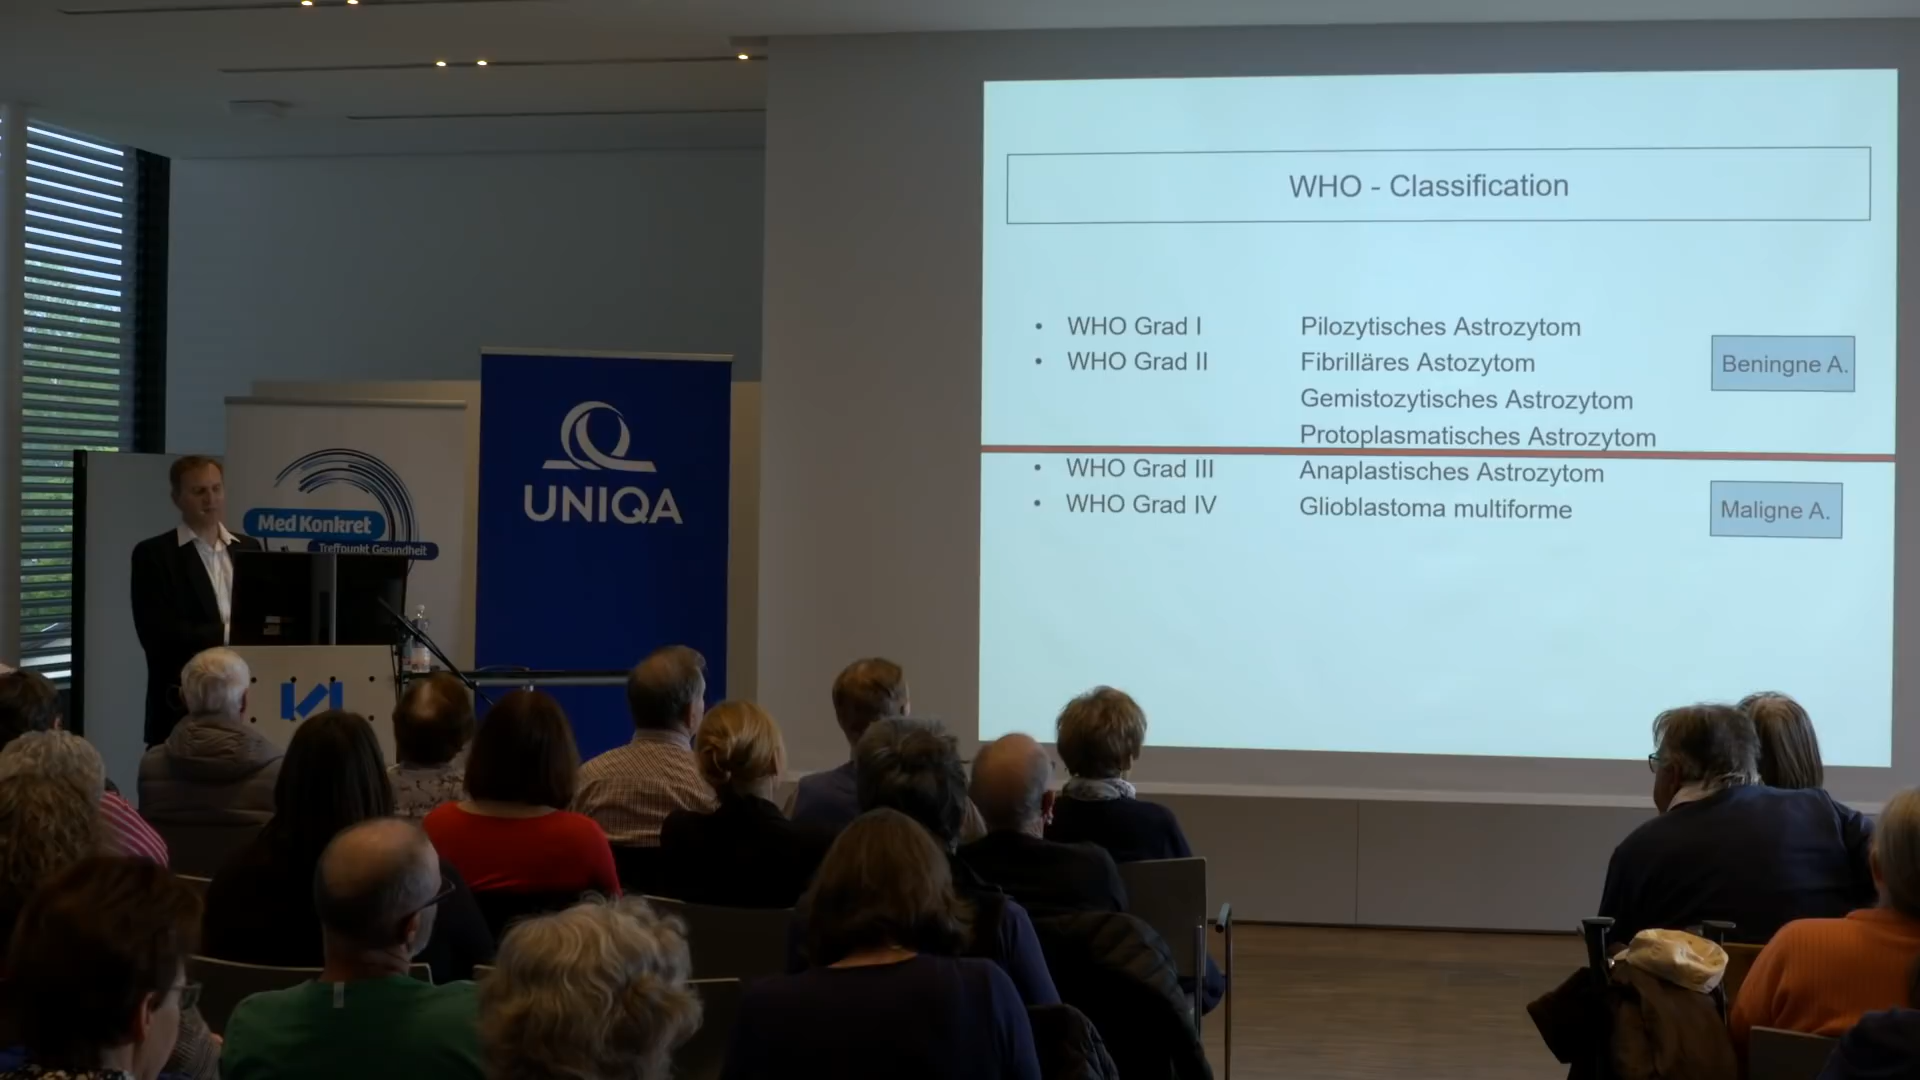 WHO - Classification
• WHO Grad I Pilozytisches Astrozytom
• WHO Grad II Fibrilläres Astozytom
Beningne A.
Gemistozytisches Astrozytom
Protoplasmatisches Astrozytom
• WHO Grad III Anaplastisches Astrozytom
• WHO Grad IV Glioblastoma multiforme
Maligne A.
UNIQA
Med Konkret
Treffpunkt Gesundheit